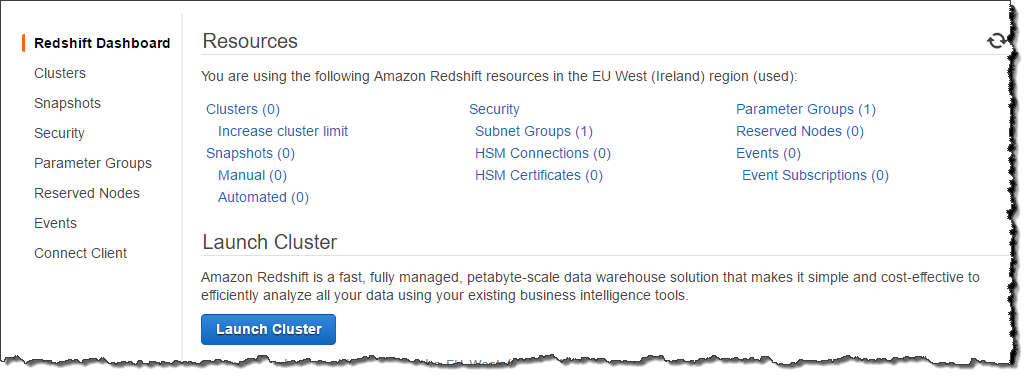 Redshift Dashboard
Clusters
Snapshots
Security
Parameter Groups
Reserved Nodes
Events
Connect Client
Resources
You are using the following Amazon Redshift resources in the EU West (Ireland) region (used):
Clusters (0)
Increase cluster limit
Snapshots (0)
Manual (0)
Automated (0)
Security
Subnet Groups (1)
HSM Connections (0)
HSM Certificates (0)
Parameter Groups (1)
Reserved Nodes (0)
Events (0)
Event Subscriptions (0)
Launch Cluster
Amazon Redshift is a fast, fully managed, petabyte-scale data warehouse solution that makes it simple and cost-effective to
efficiently analyze all your data using your existing business intelligence tools.
Launch Cluster